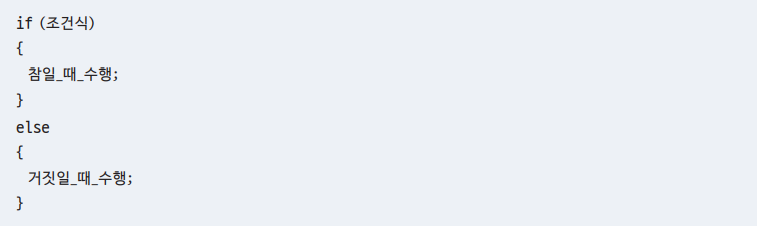 if (조건식)
{
  참일_때_수행;
}
else
{
  거짓일_때_수행;
}